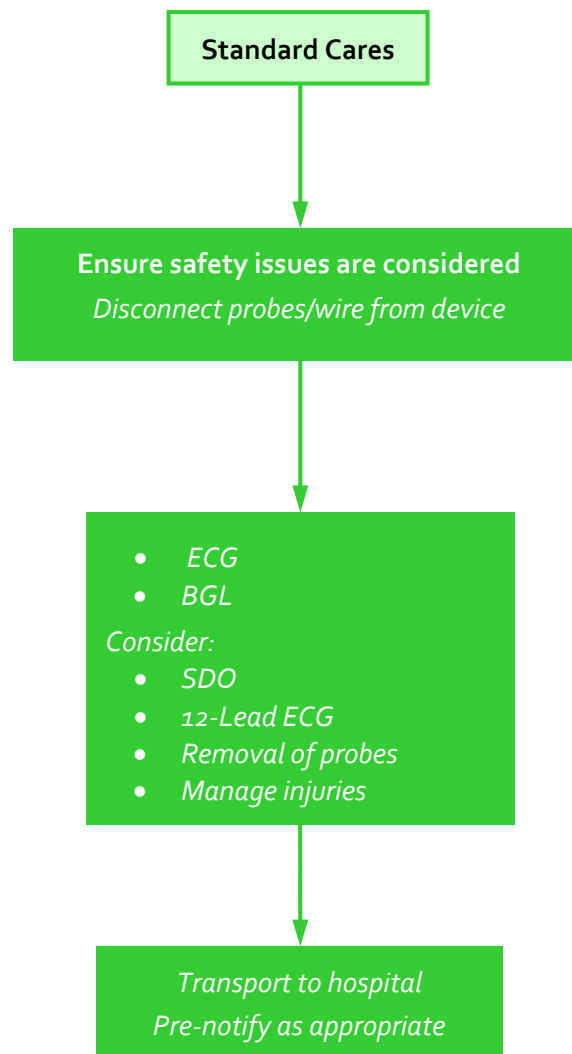 Standard Cares
Ensure safety issues are considered
Disconnect probes/wire from device
• ECG
• BGL
Consider:
• SDO
• 12-Lead ECG
• Removal of probes
• Manage injuries
Transport to hospital
Pre-notify as appropriate